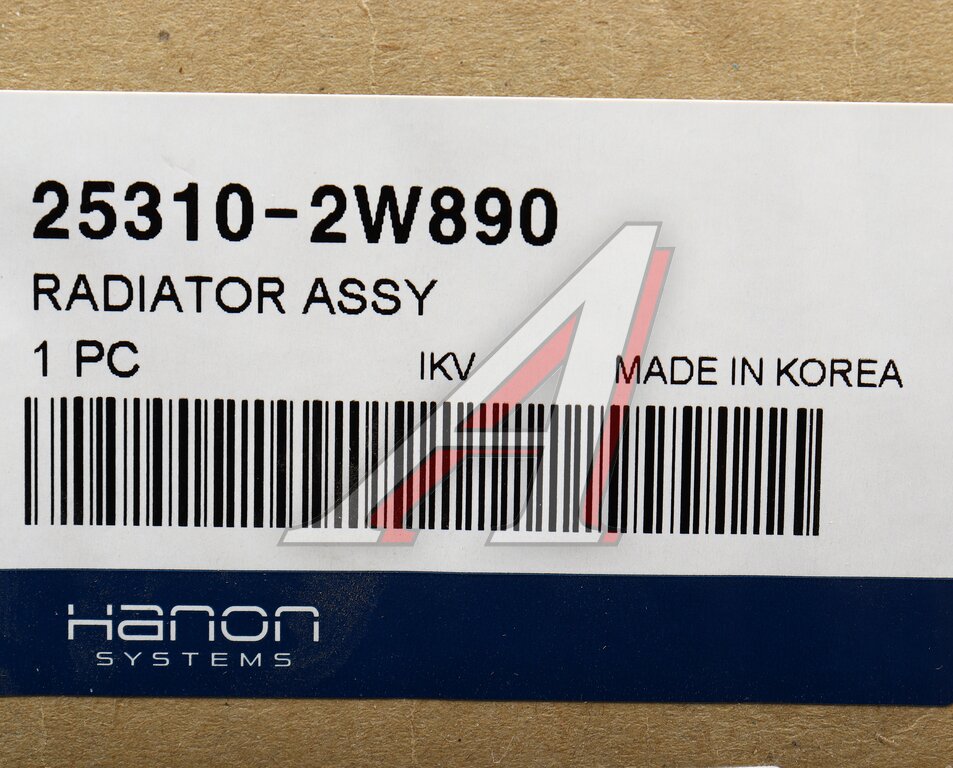 25310-2W890
RADIATOR ASSY
1 PC IKV MADE IN KOREA
Hanon
SYSTEMS